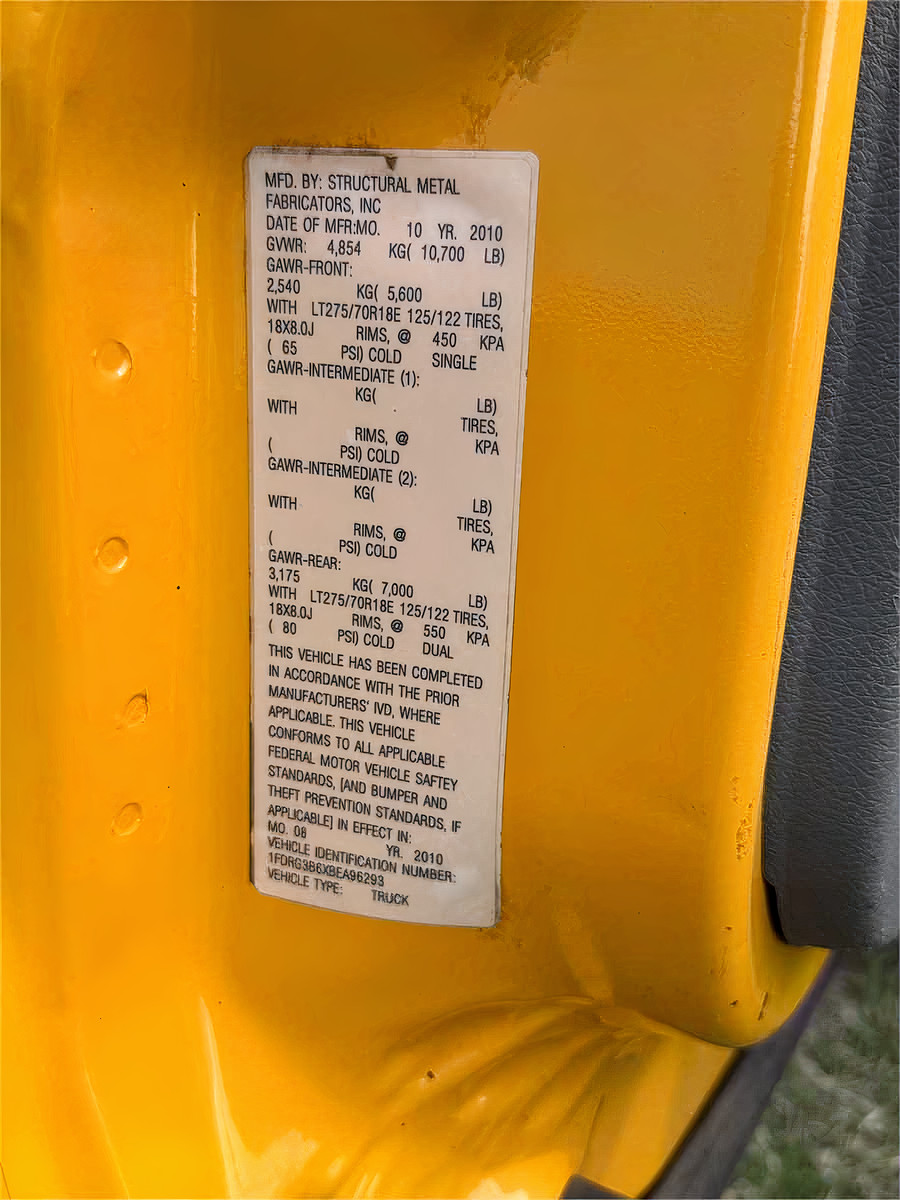 MFD. BY: STRUCTURAL METAL
FABRICATORS, INC
DATE OF MFR:MO. 10 YR. 2010
GVWR: 4,854 KG( 10,700 LB)
GAWR-FRONT:
2,540 KG( 5,600 LB)
WITH LT275/70R18E 125/122 TIRES,
18X8.0J RIMS, @ 450 KPA
( 65 PSI) COLD SINGLE
GAWR-INTERMEDIATE (1):
KG( LB)
WITH TIRES,
RIMS, @ KPA
( PSI) COLD
GAWR-INTERMEDIATE (2):
KG( LB)
WITH TIRES,
RIMS, @ KPA
( PSI) COLD
GAWR-REAR:
3,175 KG( 7,000 LB)
WITH LT275/70R18E 125/122 TIRES,
18X8.0J RIMS, @ 550 KPA
( 80 PSI) COLD DUAL
THIS VEHICLE HAS BEEN COMPLETED
IN ACCORDANCE WITH THE PRIOR
MANUFACTURERS' IVD, WHERE
APPLICABLE. THIS VEHICLE
CONFORMS TO ALL APPLICABLE
FEDERAL MOTOR VEHICLE SAFTEY
STANDARDS, [AND BUMPER AND
THEFT PREVENTION STANDARDS, IF
APPLICABLE] IN EFFECT IN:
MO. 08 YR. 2010
VEHICLE IDENTIFICATION NUMBER:
1FDRG3B6XBEA96293
VEHICLE TYPE: TRUCK